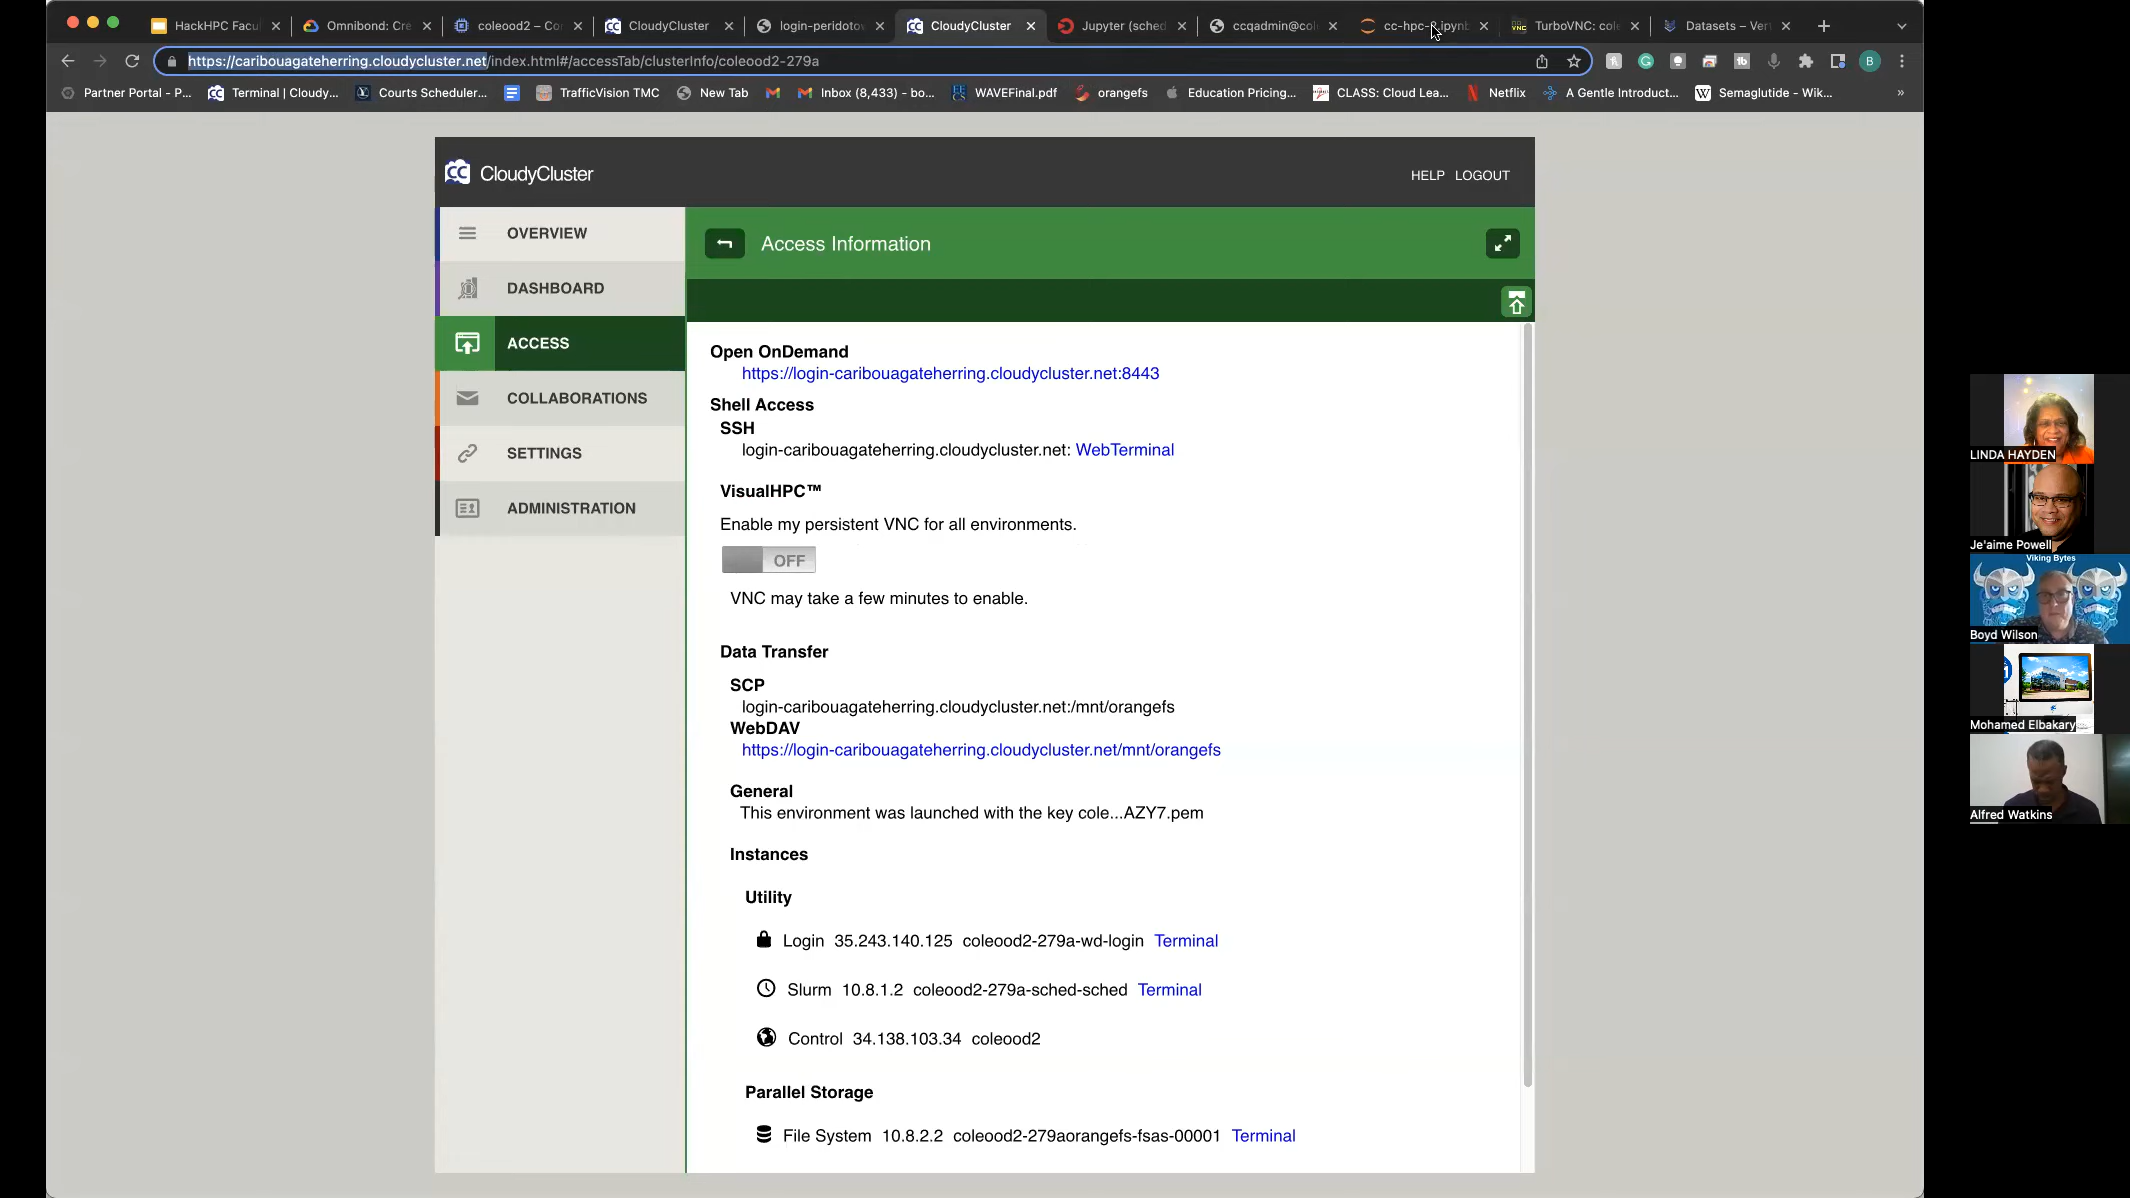 HackHPC Facu
Omnibond: Cre
coleood2 – Co
CloudyCluster
login-peridotov
CloudyCluster
Jupyter (sched
ccqadmin@col
cc-hpc-2.ipynb
TurboVNC: cole
Datasets – Ver
https://caribouagateherring.cloudycluster.net/index.html#/accessTab/clusterInfo/coleood2-279a
B
Partner Portal - P...
Terminal | Cloudy...
Courts Scheduler...
TrafficVision TMC
New Tab
Inbox (8,433) - bo...
WAVEFinal.pdf
orangefs
Education Pricing...
CLASS: Cloud Lea...
Netflix
A Gentle Introduct...
Semaglutide - Wik...
»
CC CloudyCluster
HELP LOGOUT
OVERVIEW
DASHBOARD
ACCESS
COLLABORATIONS
SETTINGS
ADMINISTRATION
Access Information
Open OnDemand
https://login-caribouagateherring.cloudycluster.net:8443
Shell Access
SSH
login-caribouagateherring.cloudycluster.net: WebTerminal
VisualHPC™
Enable my persistent VNC for all environments.
OFF
VNC may take a few minutes to enable.
Data Transfer
SCP
login-caribouagateherring.cloudycluster.net:/mnt/orangefs
WebDAV
https://login-caribouagateherring.cloudycluster.net/mnt/orangefs
General
This environment was launched with the key cole...AZY7.pem
Instances
Utility
Login 35.243.140.125 coleood2-279a-wd-login Terminal
Slurm 10.8.1.2 coleood2-279a-sched-sched Terminal
Control 34.138.103.34 coleood2
Parallel Storage
File System 10.8.2.2 coleood2-279aorangefs-fsas-00001 Terminal
LINDA HAYDEN
Je'aime Powell
Viking Bytes
Boyd Wilson
Mohamed Elbakary
Alfred Watkins